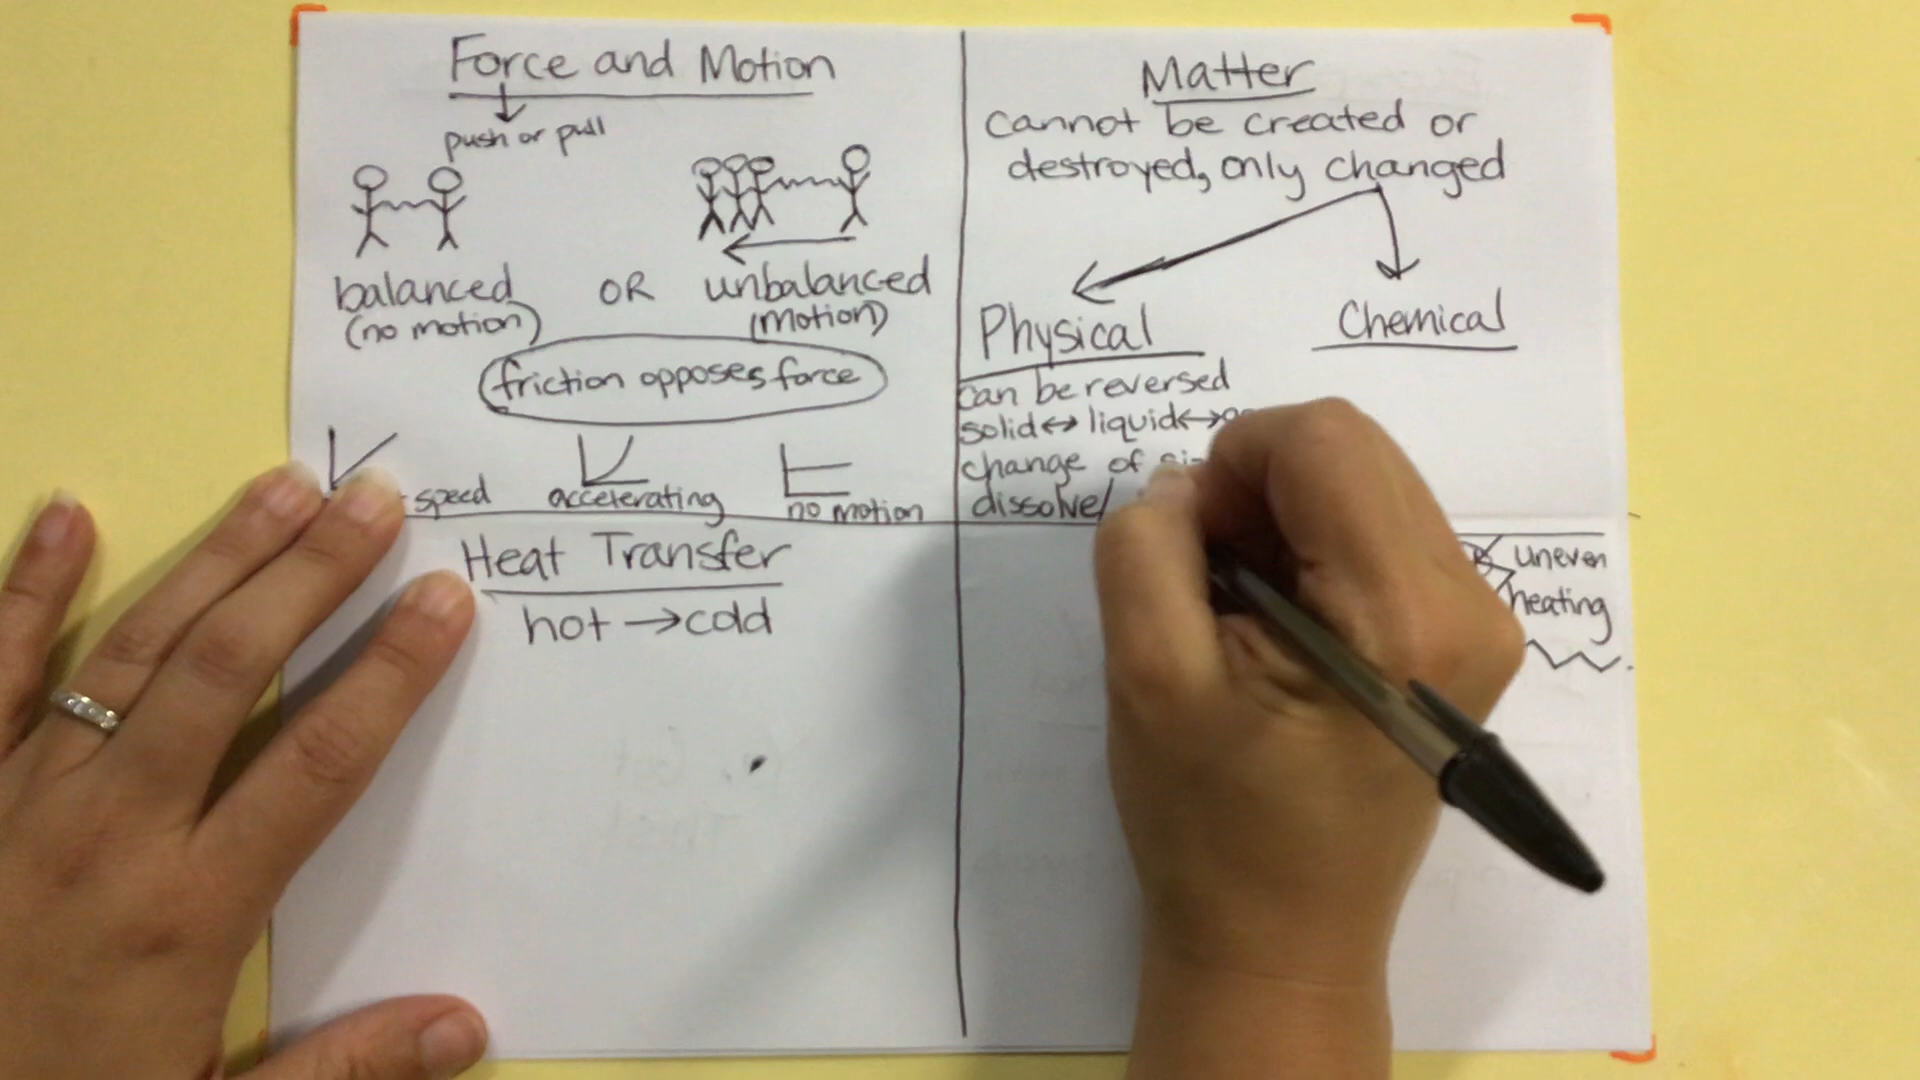 Force and Motion
push or pull
balanced OR unbalanced
(no motion) (motion)
friction opposes force
speed accelerating no motion
Matter
cannot be created or
destroyed, only changed
Physical Chemical
can be reversed
solid ↔ liquid ↔
change of
dissolve/
Heat Transfer
hot → cold
uneven
heating